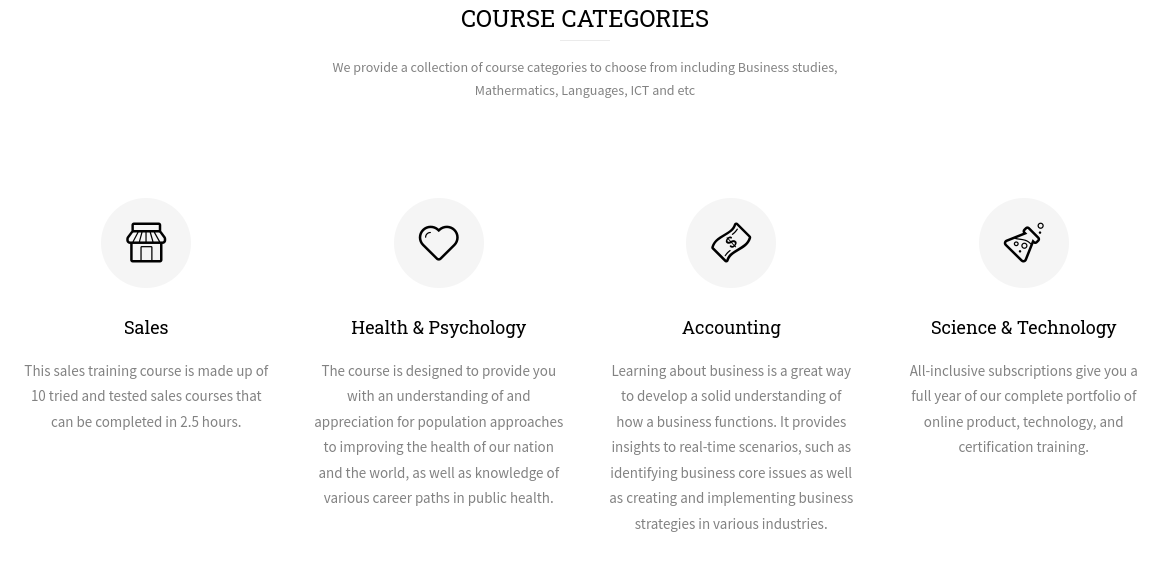 COURSE CATEGORIES
We provide a collection of course categories to choose from including Business studies,
Mathermatics, Languages, ICT and etc
Sales
This sales training course is made up of
10 tried and tested sales courses that
can be completed in 2.5 hours.
Health & Psychology
The course is designed to provide you
with an understanding of and
appreciation for population approaches
to improving the health of our nation
and the world, as well as knowledge of
various career paths in public health.
Accounting
Learning about business is a great way
to develop a solid understanding of
how a business functions. It provides
insights to real-time scenarios, such as
identifying business core issues as well
as creating and implementing business
strategies in various industries.
Science & Technology
All-inclusive subscriptions give you a
full year of our complete portfolio of
online product, technology, and
certification training.